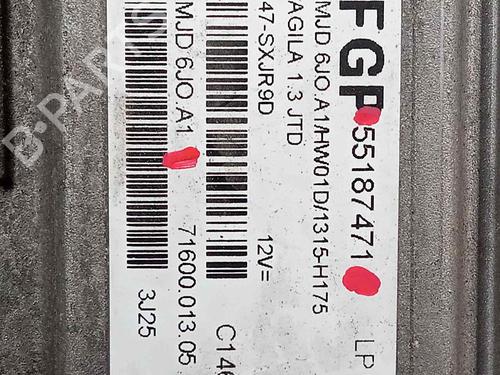 FGP 55187471 LP
MJD 6JO.A1/HW01D/1315-H175
AGILA 1.3 JTD
47-SXJR9D 12V= C146
MJD 6JO.A1 71600.013.05
3J25
B-PARTS